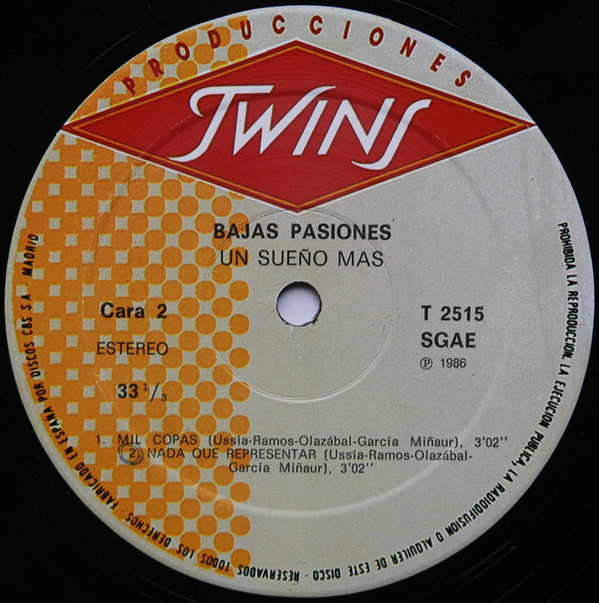 PRODUCCIONES
TWINS
BAJAS PASIONES
UN SUEÑO MAS
Cara 2
ESTEREO
33 1/3
T 2515
SGAE
℗ 1986
1. MIL COPAS (Ussia-Ramos-Olazábal-García Miñaur), 3'02''
2) NADA QUE REPRESENTAR (Ussia-Ramos-Olazábal-
García Miñaur), 3'02''
PROHIBIDA LA REPRODUCCION, LA EJECUCION PUBLICA, LA RADIODIFUSION O ALQUILER DE ESTE DISCO · RESERVADOS TODOS LOS DERECHOS · FABRICADO EN ESPAÑA POR DISCOS CBS S A · MADRID